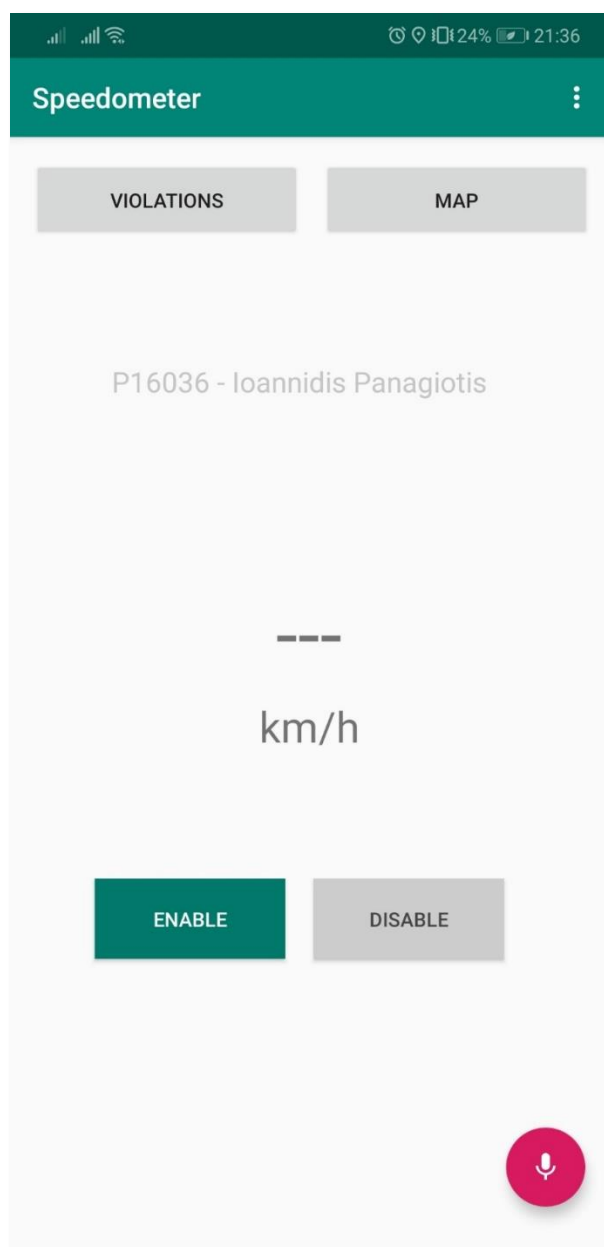 24% 21:36
Speedometer
VIOLATIONS MAP
P16036 - Ioannidis Panagiotis
---
km/h
ENABLE DISABLE